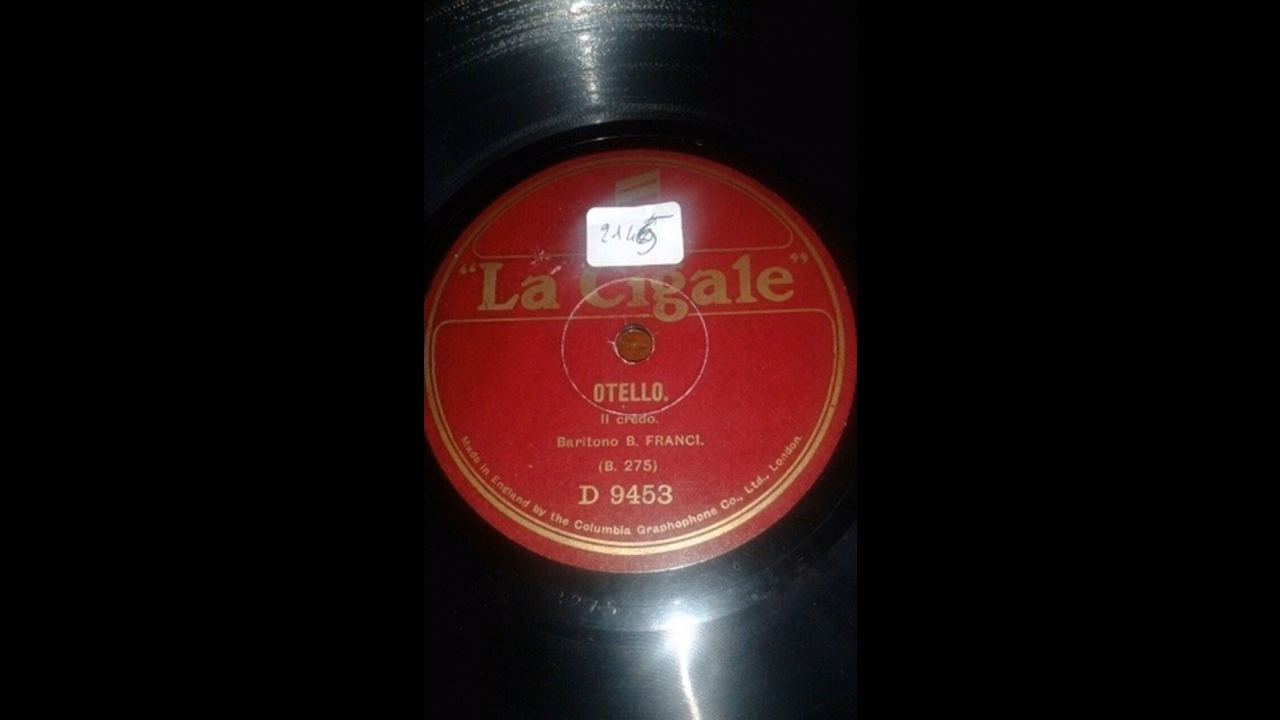 "La Cigale"
OTELLO.
Il credo.
Baritono B. FRANCI.
(B. 275)
D 9453
Made in England by the Columbia Graphophone Co., Ltd., London.